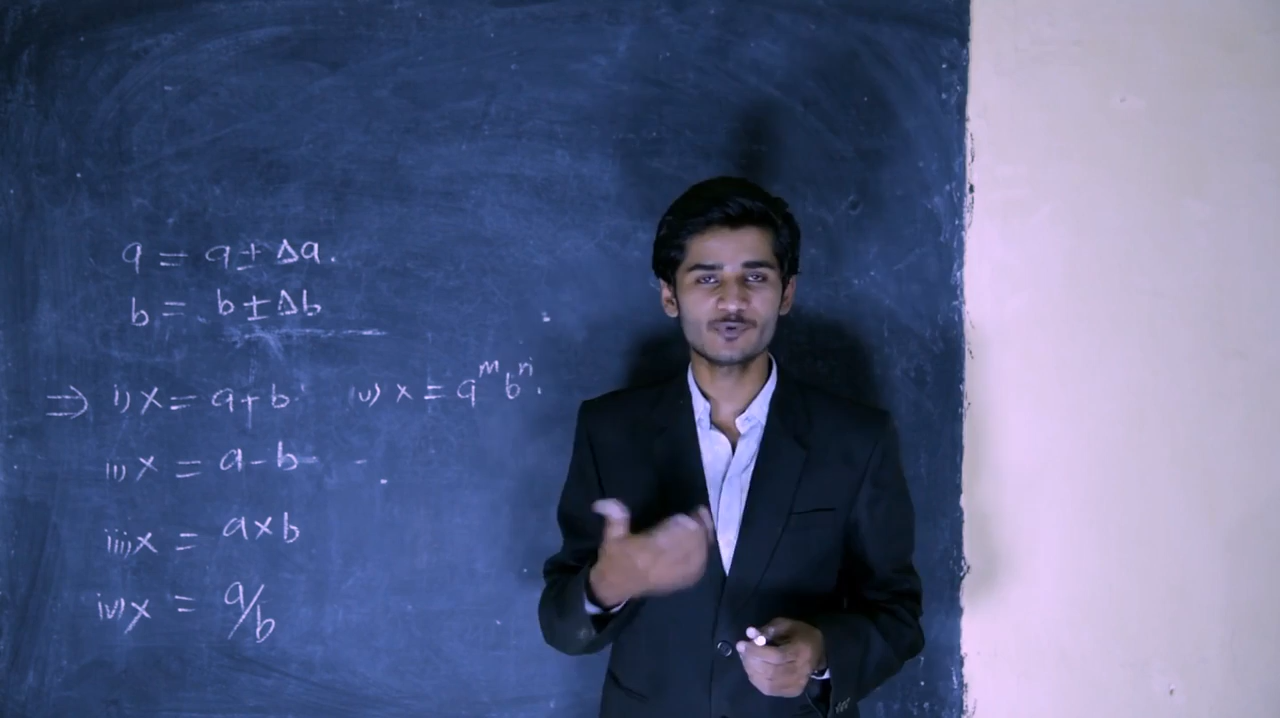 a = a ± Δa.
b = b ± Δb
⇒ i) x = a + b
v) x = a^m b^n.
ii) x = a - b
iii) x = a × b
iv) x = a/b